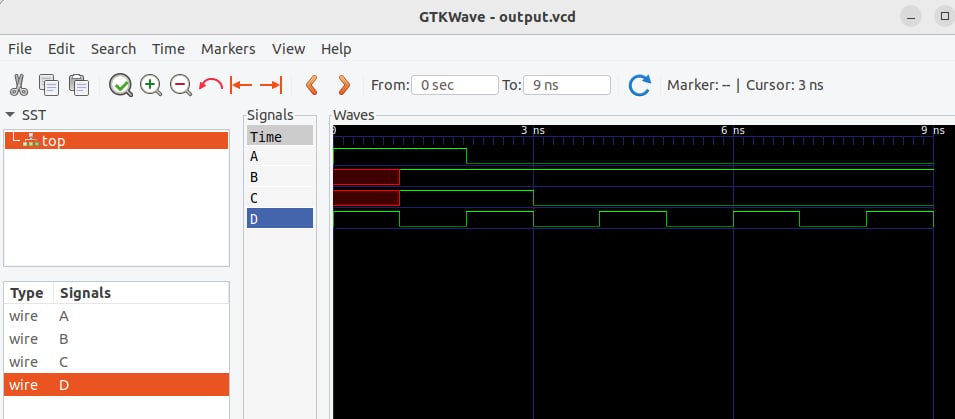 GTKWave - output.vcd
File Edit Search Time Markers View Help
From: 0 sec To: 9 ns Marker: -- | Cursor: 3 ns
SST
top
Type Signals
wire A
wire B
wire C
wire D
Signals
Time
A
B
C
D
Waves
0 3 ns 6 ns 9 ns